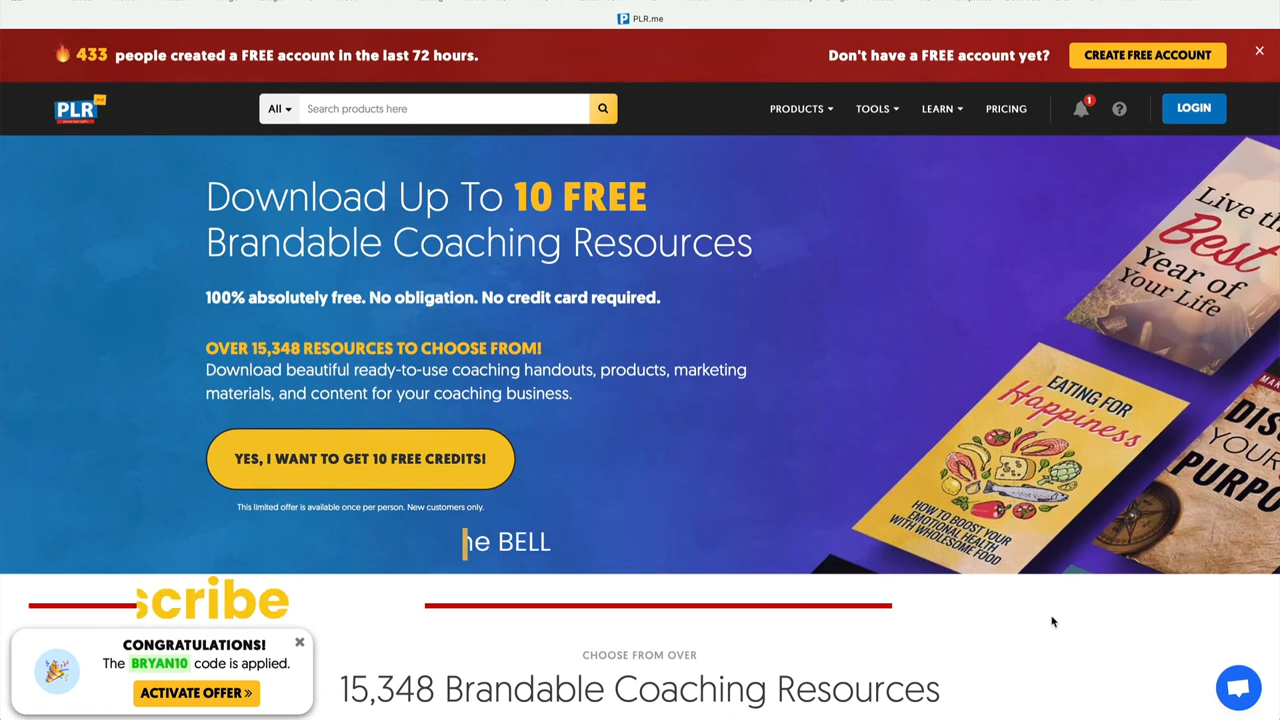 PLR.me
433 people created a FREE account in the last 72 hours.
Don't have a FREE account yet?
CREATE FREE ACCOUNT
PLR
All
Search products here
PRODUCTS
TOOLS
LEARN
PRICING
1
LOGIN
Download Up To 10 FREE
Brandable Coaching Resources
100% absolutely free. No obligation. No credit card required.
OVER 15,348 RESOURCES TO CHOOSE FROM!
Download beautiful ready-to-use coaching handouts, products, marketing
materials, and content for your coaching business.
YES, I WANT TO GET 10 FREE CREDITS!
This limited offer is available once per person. New customers only.
Live th
Best
Year of
Your Life
EATING FOR
Happiness
HOW TO BOOST YOUR
EMOTIONAL HEALTH
WITH WHOLESOME FOOD
DIS
YOUR
PURPO
he BELL
scribe
CONGRATULATIONS!
The BRYAN10 code is applied.
ACTIVATE OFFER »
CHOOSE FROM OVER
15,348 Brandable Coaching Resources